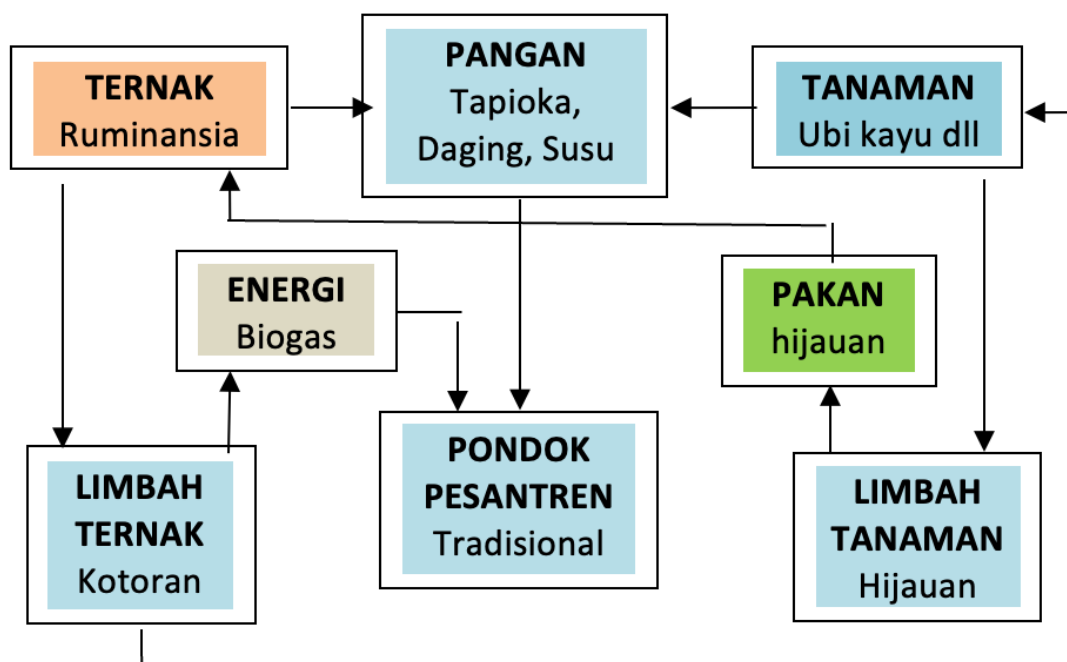 TERNAK
Ruminansia
PANGAN
Tapioka,
Daging, Susu
TANAMAN
Ubi kayu dll
ENERGI
Biogas
PAKAN
hijauan
LIMBAH
TERNAK
Kotoran
PONDOK
PESANTREN
Tradisional
LIMBAH
TANAMAN
Hijauan